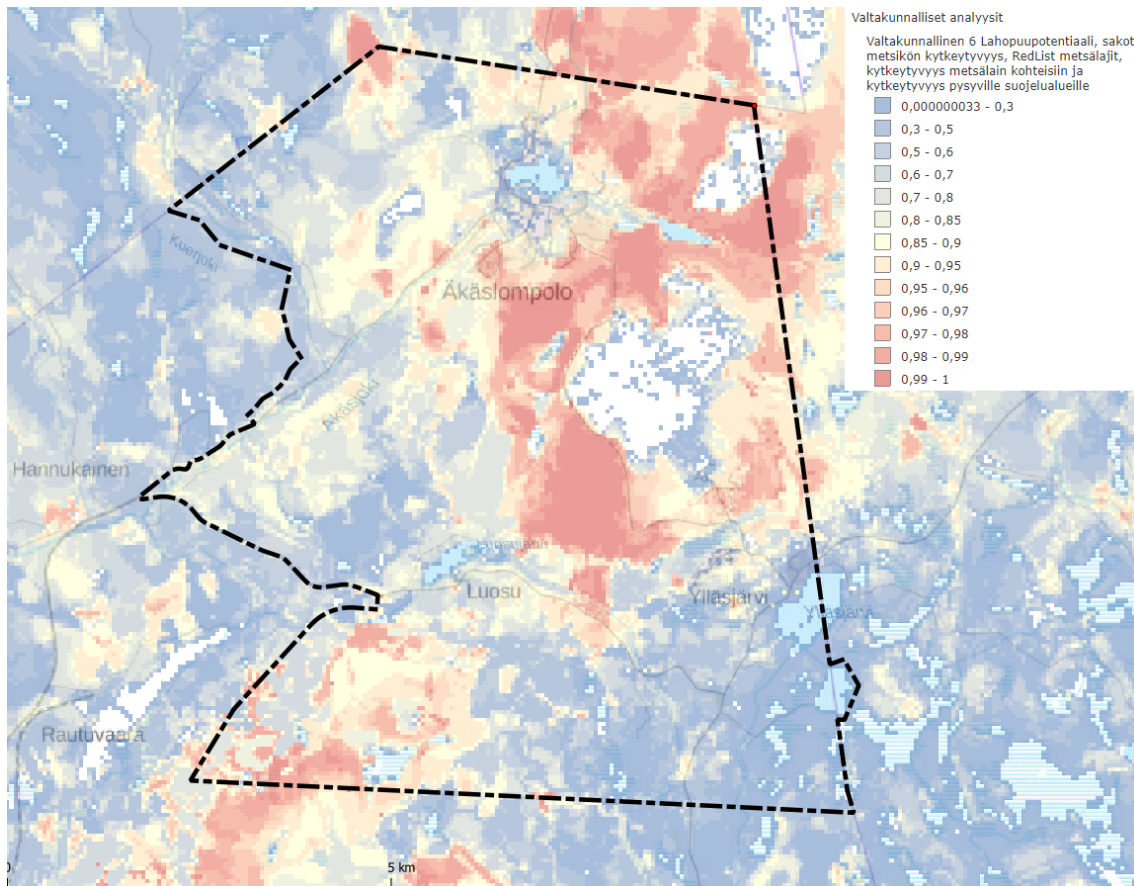 Valtakunnalliset analyysit
Valtakunnallinen 6 Lahopuupotentiaali, sakot
metsikön kytkeytyvyys, RedList metsälajit,
kytkeytyvyys metsälain kohteisiin ja
kytkeytyvyys pysyville suojelualueille
0,000000033 - 0,3
0,3 - 0,5
0,5 - 0,6
0,6 - 0,7
0,7 - 0,8
0,8 - 0,85
0,85 - 0,9
0,9 - 0,95
0,95 - 0,96
0,96 - 0,97
0,97 - 0,98
0,98 - 0,99
0,99 - 1
Kuerjoki
Äkäslompolo
Äkäsjoki
Hannukainen
Luosu
Ylläsjärvi
Ylläsjärvi
Rautuvaara
0
5 km